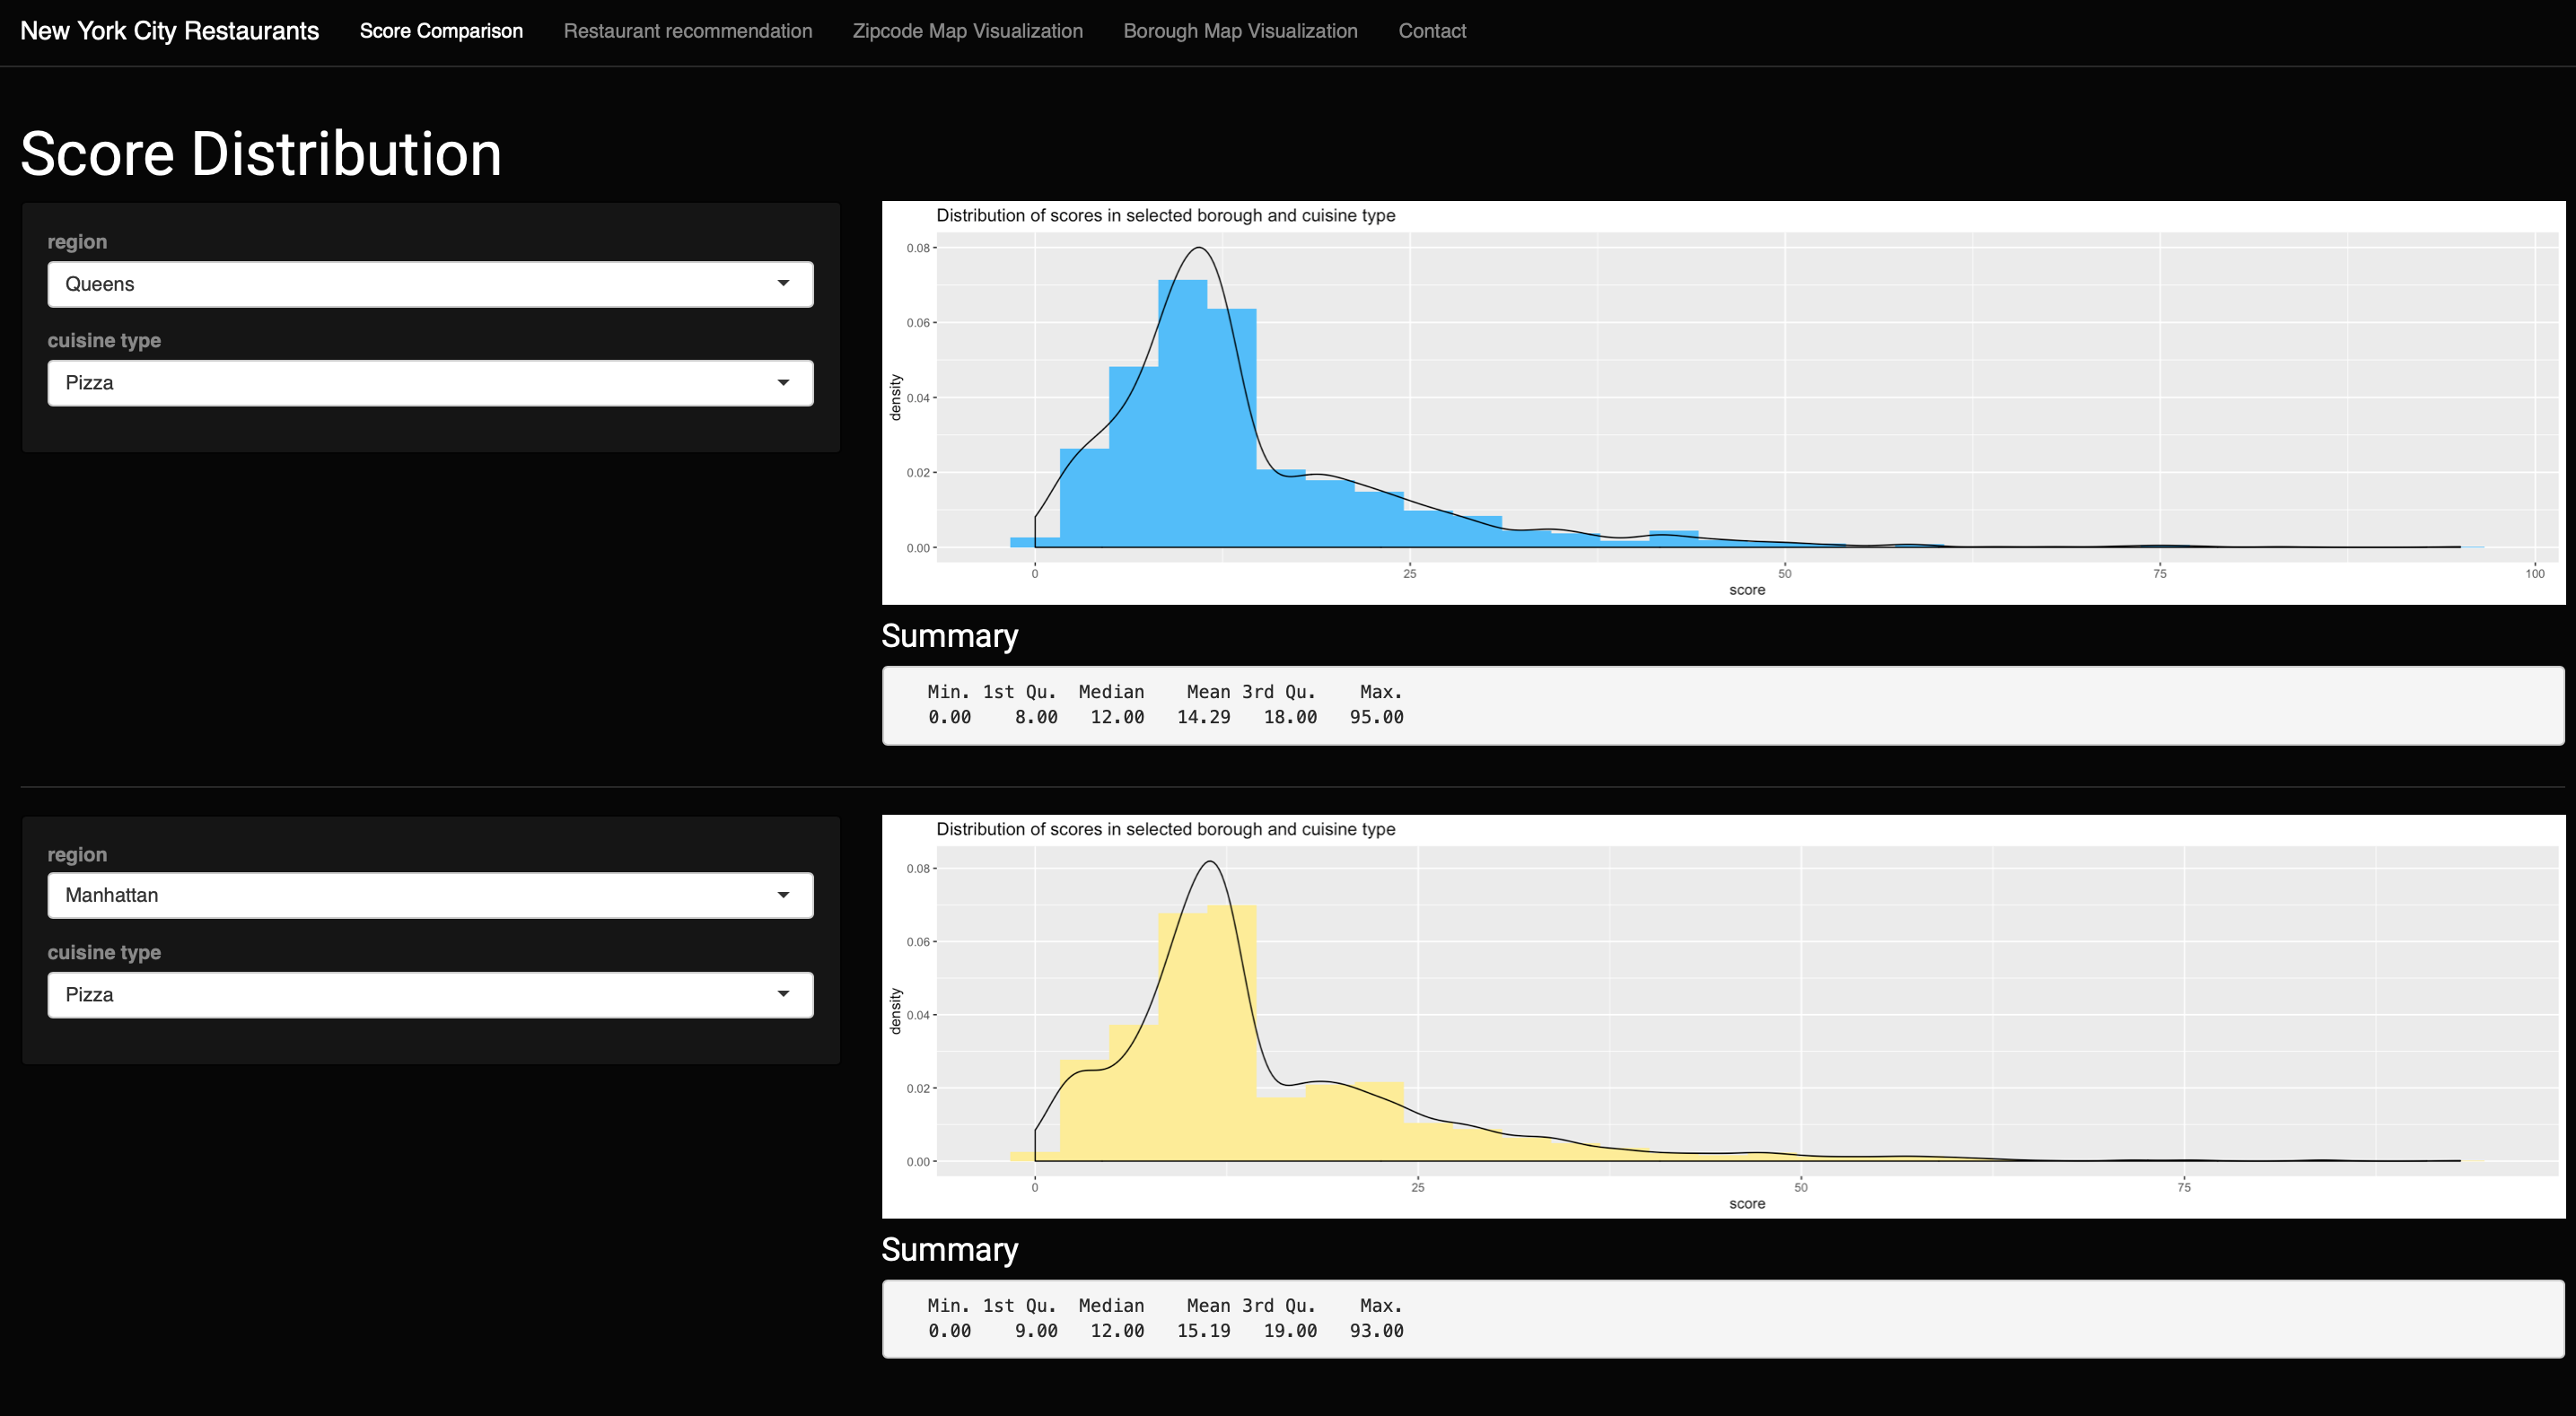 New York City Restaurants Score Comparison Restaurant recommendation Zipcode Map Visualization Borough Map Visualization Contact
Score Distribution
region
Queens
cuisine type
Pizza
Distribution of scores in selected borough and cuisine type
0.08
0.06
0.04
0.02
0.00
density
0 25 50 75 100
score
Summary
Min. 1st Qu. Median Mean 3rd Qu. Max.
0.00 8.00 12.00 14.29 18.00 95.00
region
Manhattan
cuisine type
Pizza
Distribution of scores in selected borough and cuisine type
0.08
0.06
0.04
0.02
0.00
density
0 25 50 75
score
Summary
Min. 1st Qu. Median Mean 3rd Qu. Max.
0.00 9.00 12.00 15.19 19.00 93.00